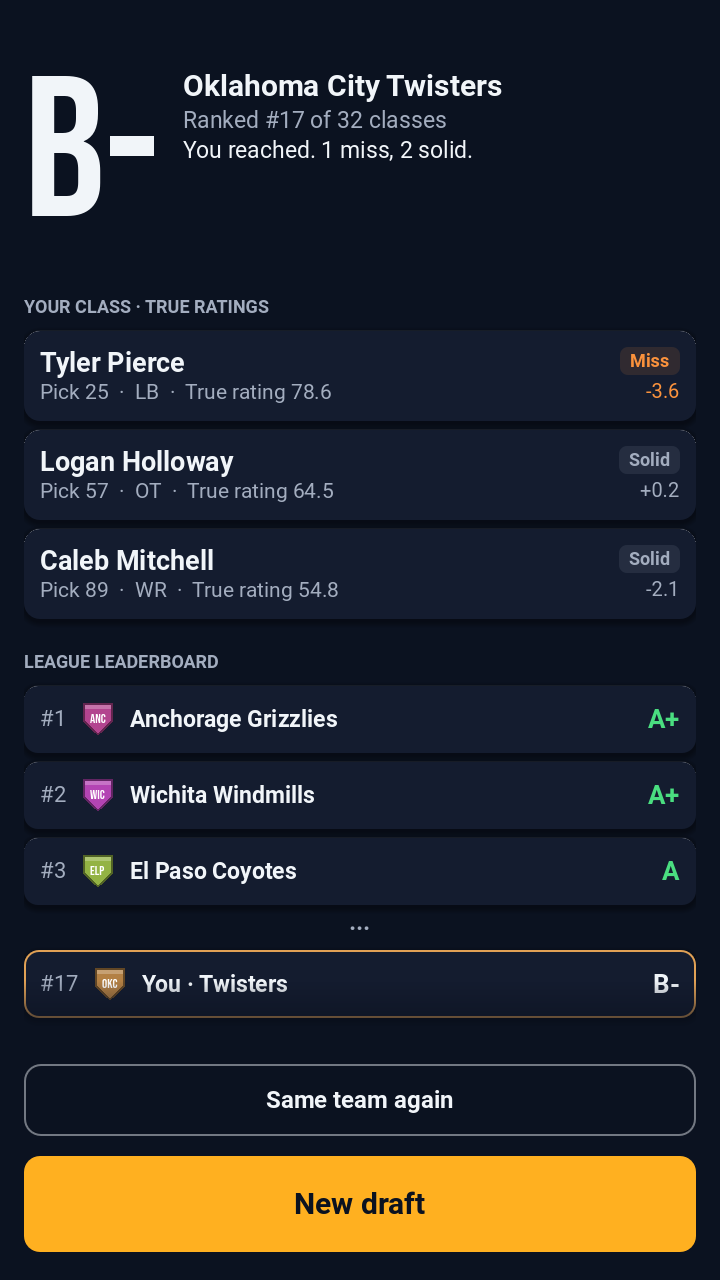 B-
Oklahoma City Twisters
Ranked #17 of 32 classes
You reached. 1 miss, 2 solid.
YOUR CLASS · TRUE RATINGS
Tyler Pierce
Miss
Pick 25 · LB · True rating 78.6
-3.6
Logan Holloway
Solid
Pick 57 · OT · True rating 64.5
+0.2
Caleb Mitchell
Solid
Pick 89 · WR · True rating 54.8
-2.1
LEAGUE LEADERBOARD
#1 ANC Anchorage Grizzlies A+
#2 WIC Wichita Windmills A+
#3 ELP El Paso Coyotes A
...
#17 OKC You · Twisters B-
Same team again
New draft